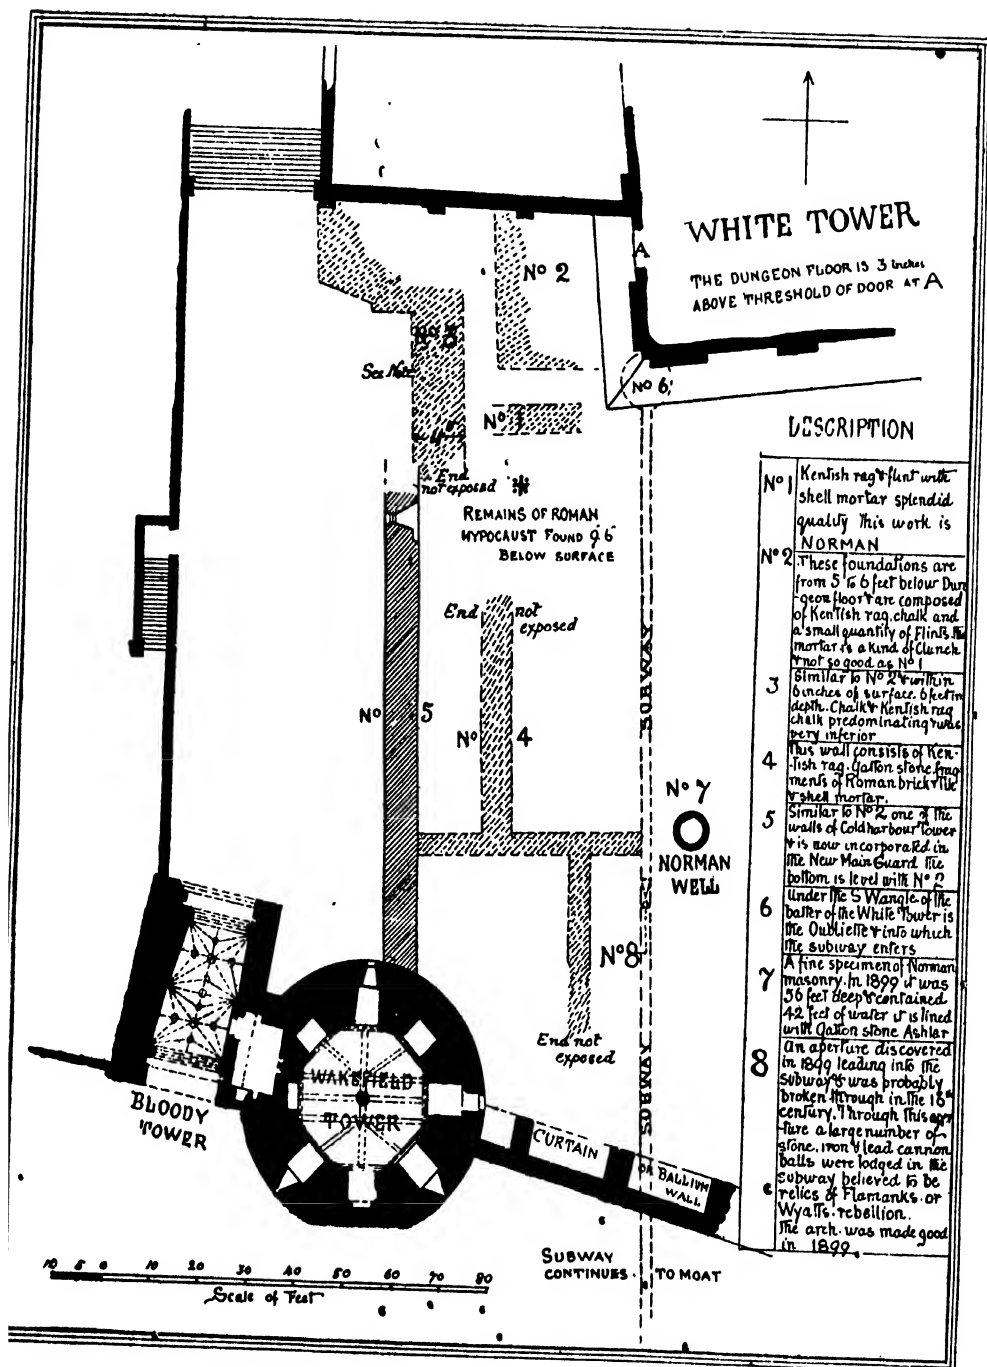 WHITE TOWER
THE DUNGEON FLOOR IS 3 inches
ABOVE THRESHOLD OF DOOR AT A
A
No 2
No 3
See Note
No 1
No 6
End
not exposed
REMAINS OF ROMAN
HYPOCAUST FOUND 9' 6"
BELOW SURFACE
End not
exposed
No 5
No 4
SUBWAY
No 7
NORMAN
WELL
No 8
End not
exposed
SUBWAY
BLOODY
TOWER
WAKEFIELD
TOWER
CURTAIN
OR BALLIUM
WALL
SUBWAY
CONTINUES TO MOAT
10 5 0 10 20 30 40 50 60 70 80
Scale of Feet
DESCRIPTION
No 1 Kentish rag & flint with
shell mortar splendid
quality This work is
NORMAN
No 2 These foundations are
from 5 to 6 feet below Dun
-geon floor & are composed
of Kentish rag, chalk and
a small quantity of Flints. the
mortar is a kind of Clunch
& not so good as No 1
3 Similar to No 2 & within
6 inches of surface. 6 feet in
depth. Chalk & Kentish rag
chalk predominating & was
very inferior
4 This wall consists of Ken-
-tish rag. Gatton stone. frag
ments of Roman brick & tile
& shell mortar.
5 Similar to No 2 one of the
walls of Coldharbour Tower
& is now incorporated in
the New Main Guard The
bottom is level with No 2
6 Under the S W angle of the
batter of the White Tower is
the Oubliette & into which
the subway enters
7 A fine specimen of Norman
masonry. In 1899 it was
56 feet deep & contained
42 feet of water it is lined
with Gatton stone Ashlar
8 An aperture discovered
in 1899 leading into the
Subway & was probably
broken through in the 18th
century. Through this aper
-ture a large number of
stone, iron & lead cannon
balls were lodged in the
Subway believed to be
relics of Flamanks. or
Wyatts. rebellion.
The arch. was made good
in 1899.